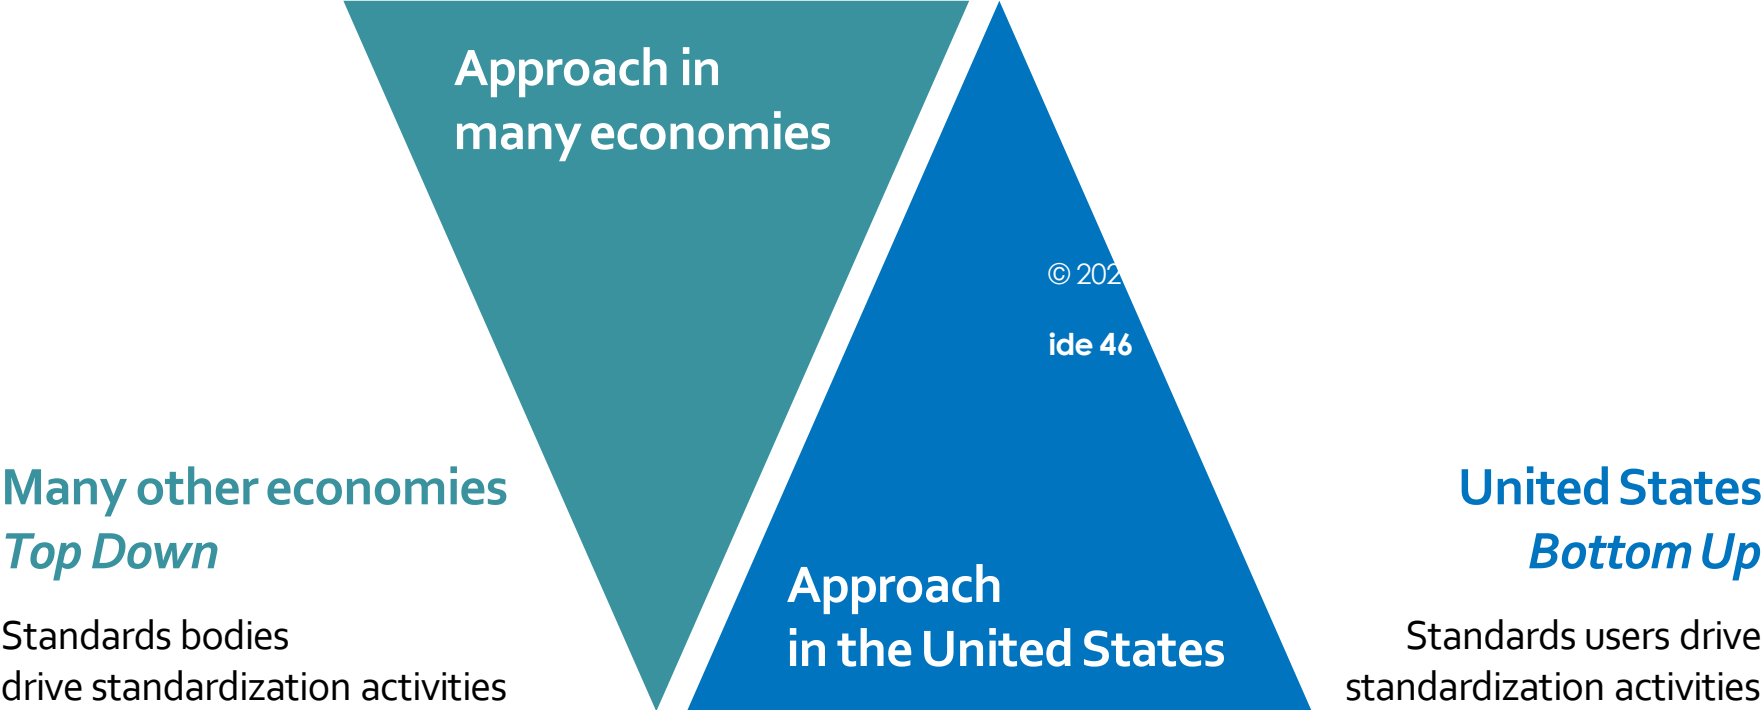 Approach in
many economies
© 202
ide 46
Many other economies
Top Down
Standards bodies
drive standardization activities
Approach
in the United States
United States
Bottom Up
Standards users drive
standardization activities